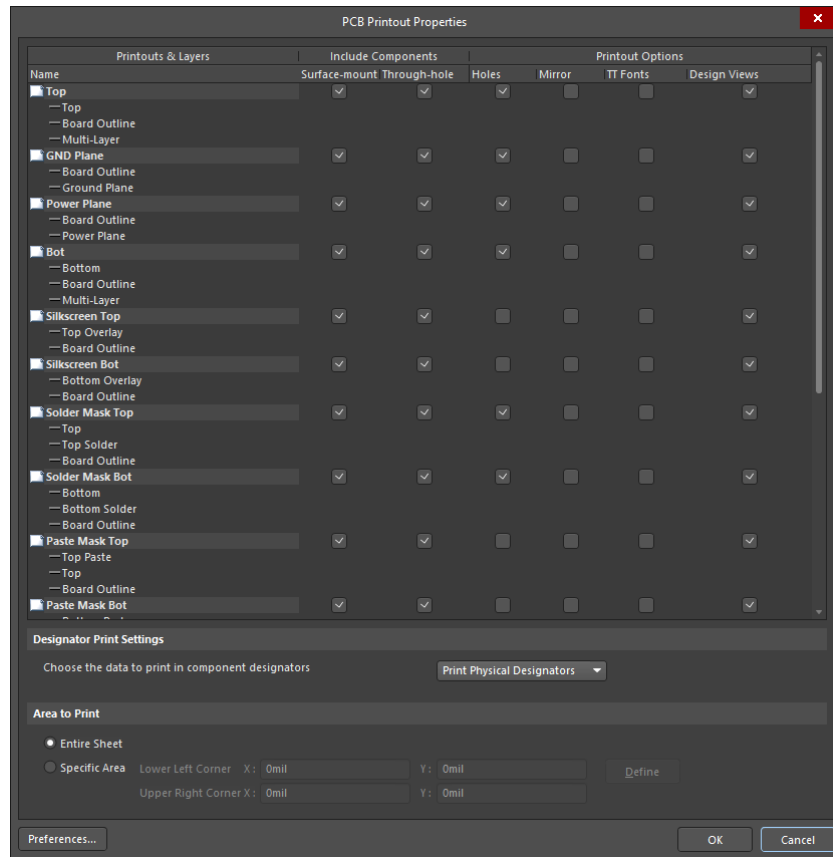 PCB Printout Properties
Printouts & Layers Include Components Printout Options
Name Surface-mount Through-hole Holes Mirror TT Fonts Design Views
Top
Top
Board Outline
Multi-Layer
GND Plane
Board Outline
Ground Plane
Power Plane
Board Outline
Power Plane
Bot
Bottom
Board Outline
Multi-Layer
Silkscreen Top
Top Overlay
Board Outline
Silkscreen Bot
Bottom Overlay
Board Outline
Solder Mask Top
Top
Top Solder
Board Outline
Solder Mask Bot
Bottom
Bottom Solder
Board Outline
Paste Mask Top
Top Paste
Top
Board Outline
Paste Mask Bot
Designator Print Settings
Choose the data to print in component designators Print Physical Designators
Area to Print
Entire Sheet
Specific Area Lower Left Corner X: 0mil Y: 0mil Define
Upper Right Corner X: 0mil Y: 0mil
Preferences... OK Cancel